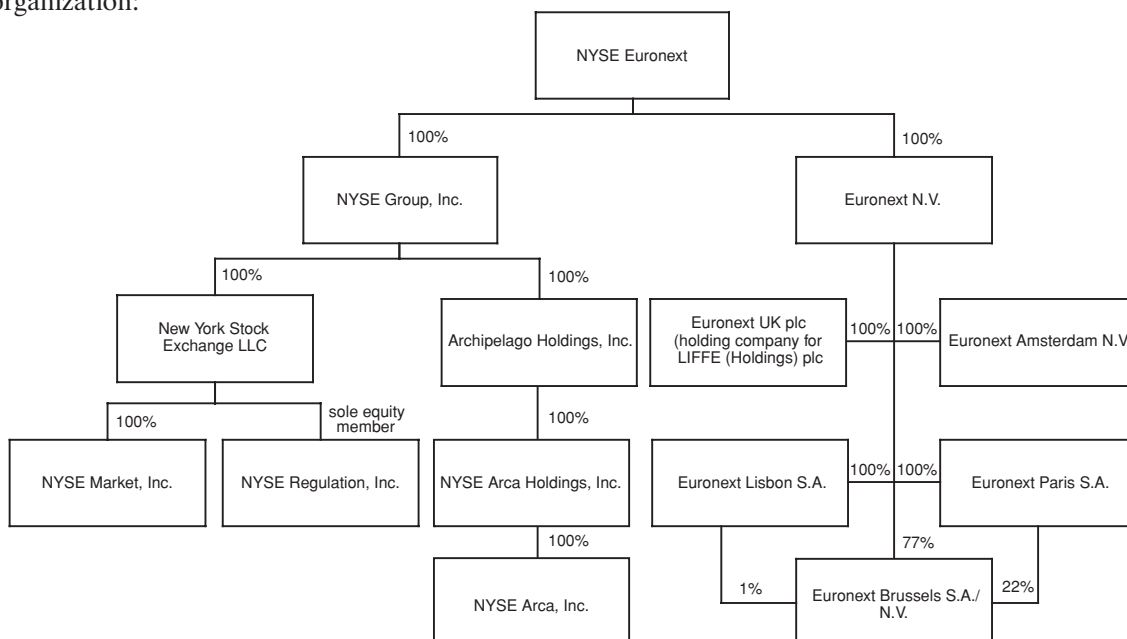 organization:
NYSE Euronext
100%
100%
NYSE Group, Inc.
Euronext N.V.
100%
100%
New York Stock
Exchange LLC
Archipelago Holdings, Inc.
Euronext UK plc
(holding company for
LIFFE (Holdings) plc
100%
100%
Euronext Amsterdam N.V
100%
sole equity
member
100%
NYSE Market, Inc.
NYSE Regulation, Inc.
NYSE Arca Holdings, Inc.
Euronext Lisbon S.A.
100%
100%
Euronext Paris S.A.
100%
77%
NYSE Arca, Inc.
1%
Euronext Brussels S.A./
N.V.
22%